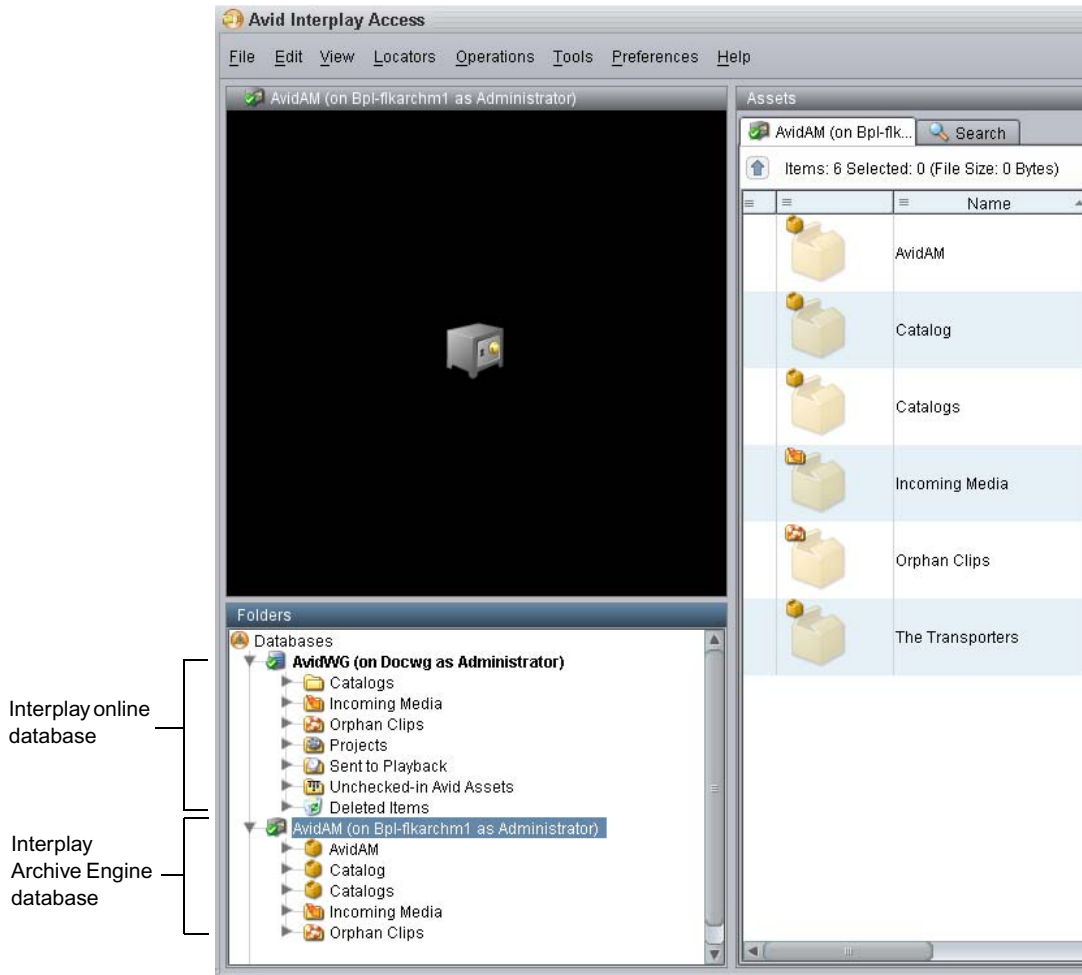 Avid Interplay Access
File Edit View Locators Operations Tools Preferences Help
AvidAM (on Bpl-flkarchm1 as Administrator)
Assets
AvidAM (on Bpl-flk... Search
Items: 6 Selected: 0 (File Size: 0 Bytes)
Name
AvidAM
Catalog
Catalogs
Incoming Media
Orphan Clips
The Transporters
Folders
Databases
AvidWG (on Docwg as Administrator)
Catalogs
Incoming Media
Orphan Clips
Projects
Sent to Playback
Unchecked-in Avid Assets
Deleted Items
AvidAM (on Bpl-flkarchm1 as Administrator)
AvidAM
Catalog
Catalogs
Incoming Media
Orphan Clips
Interplay online
database
Interplay
Archive Engine
database